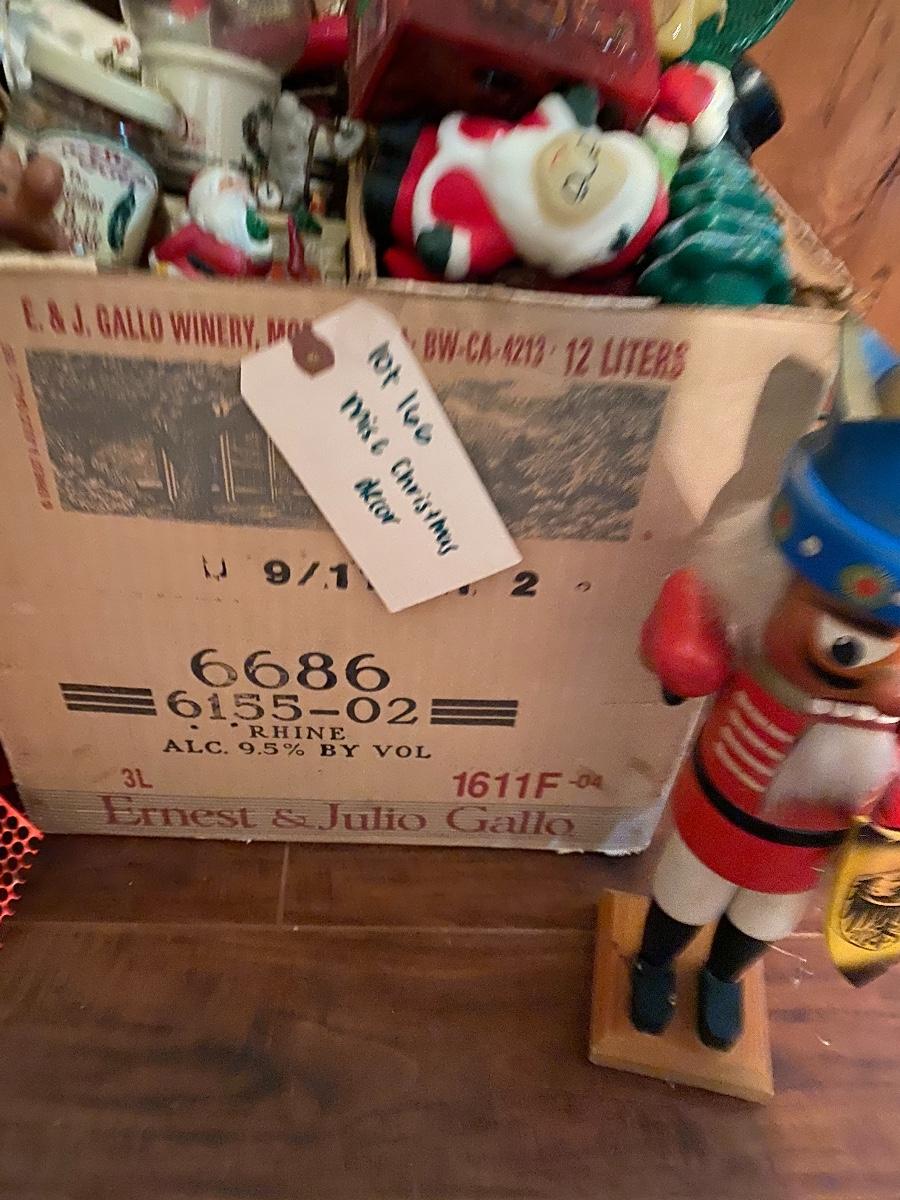 E. & J. GALLO WINERY, MO
BW-CA-4213 · 12 LITERS
lot 166
Misc Christmas
decor
9/1
2
6686
6155-02
RHINE
ALC. 9.5% BY VOL
3L
1611F-04
Ernest & Julio Gallo